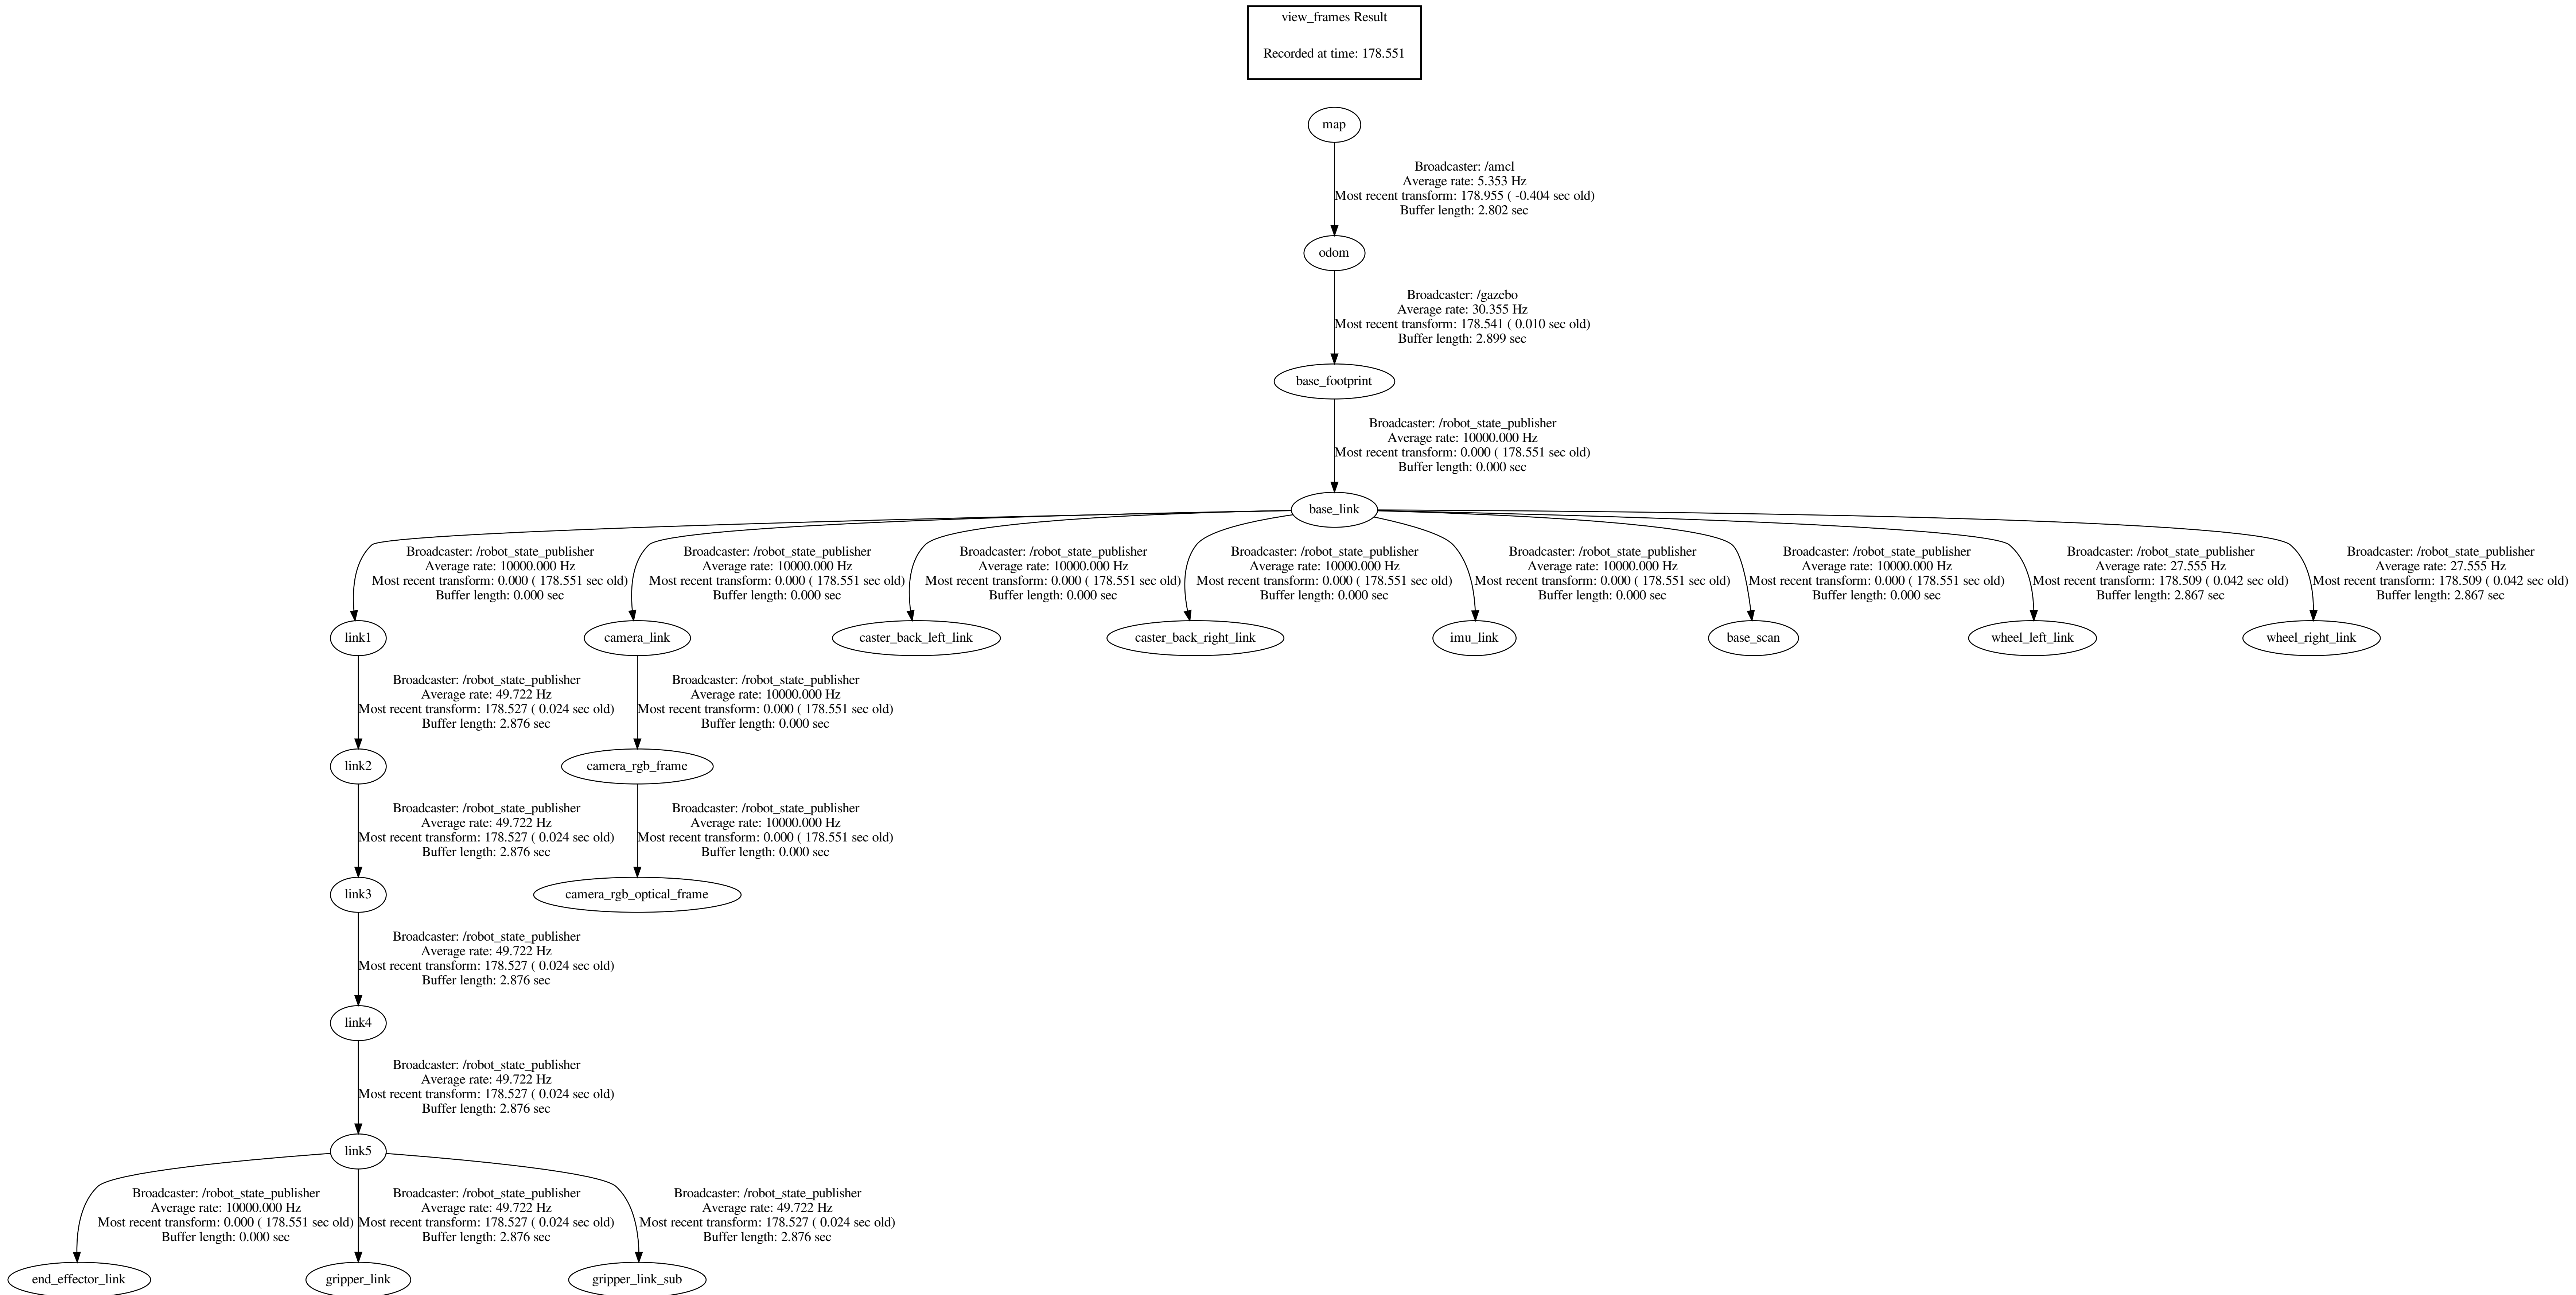 view_frames Result
Recorded at time: 178.551
map
Broadcaster: /amcl
Average rate: 5.353 Hz
Most recent transform: 178.955 ( -0.404 sec old)
Buffer length: 2.802 sec
odom
Broadcaster: /gazebo
Average rate: 30.355 Hz
Most recent transform: 178.541 ( 0.010 sec old)
Buffer length: 2.899 sec
base_footprint
Broadcaster: /robot_state_publisher
Average rate: 10000.000 Hz
Most recent transform: 0.000 ( 178.551 sec old)
Buffer length: 0.000 sec
base_link
Broadcaster: /robot_state_publisher
Average rate: 10000.000 Hz
Most recent transform: 0.000 ( 178.551 sec old)
Buffer length: 0.000 sec
Broadcaster: /robot_state_publisher
Average rate: 10000.000 Hz
Most recent transform: 0.000 ( 178.551 sec old)
Buffer length: 0.000 sec
Broadcaster: /robot_state_publisher
Average rate: 10000.000 Hz
Most recent transform: 0.000 ( 178.551 sec old)
Buffer length: 0.000 sec
Broadcaster: /robot_state_publisher
Average rate: 10000.000 Hz
Most recent transform: 0.000 ( 178.551 sec old)
Buffer length: 0.000 sec
Broadcaster: /robot_state_publisher
Average rate: 10000.000 Hz
Most recent transform: 0.000 ( 178.551 sec old)
Buffer length: 0.000 sec
Broadcaster: /robot_state_publisher
Average rate: 10000.000 Hz
Most recent transform: 0.000 ( 178.551 sec old)
Buffer length: 0.000 sec
Broadcaster: /robot_state_publisher
Average rate: 27.555 Hz
Most recent transform: 178.509 ( 0.042 sec old)
Buffer length: 2.867 sec
Broadcaster: /robot_state_publisher
Average rate: 27.555 Hz
Most recent transform: 178.509 ( 0.042 sec old)
Buffer length: 2.867 sec
link1
camera_link
caster_back_left_link
caster_back_right_link
imu_link
base_scan
wheel_left_link
wheel_right_link
Broadcaster: /robot_state_publisher
Average rate: 49.722 Hz
Most recent transform: 178.527 ( 0.024 sec old)
Buffer length: 2.876 sec
Broadcaster: /robot_state_publisher
Average rate: 10000.000 Hz
Most recent transform: 0.000 ( 178.551 sec old)
Buffer length: 0.000 sec
link2
camera_rgb_frame
Broadcaster: /robot_state_publisher
Average rate: 49.722 Hz
Most recent transform: 178.527 ( 0.024 sec old)
Buffer length: 2.876 sec
Broadcaster: /robot_state_publisher
Average rate: 10000.000 Hz
Most recent transform: 0.000 ( 178.551 sec old)
Buffer length: 0.000 sec
link3
camera_rgb_optical_frame
Broadcaster: /robot_state_publisher
Average rate: 49.722 Hz
Most recent transform: 178.527 ( 0.024 sec old)
Buffer length: 2.876 sec
link4
Broadcaster: /robot_state_publisher
Average rate: 49.722 Hz
Most recent transform: 178.527 ( 0.024 sec old)
Buffer length: 2.876 sec
link5
Broadcaster: /robot_state_publisher
Average rate: 10000.000 Hz
Most recent transform: 0.000 ( 178.551 sec old)
Buffer length: 0.000 sec
Broadcaster: /robot_state_publisher
Average rate: 49.722 Hz
Most recent transform: 178.527 ( 0.024 sec old)
Buffer length: 2.876 sec
Broadcaster: /robot_state_publisher
Average rate: 49.722 Hz
Most recent transform: 178.527 ( 0.024 sec old)
Buffer length: 2.876 sec
end_effector_link
gripper_link
gripper_link_sub